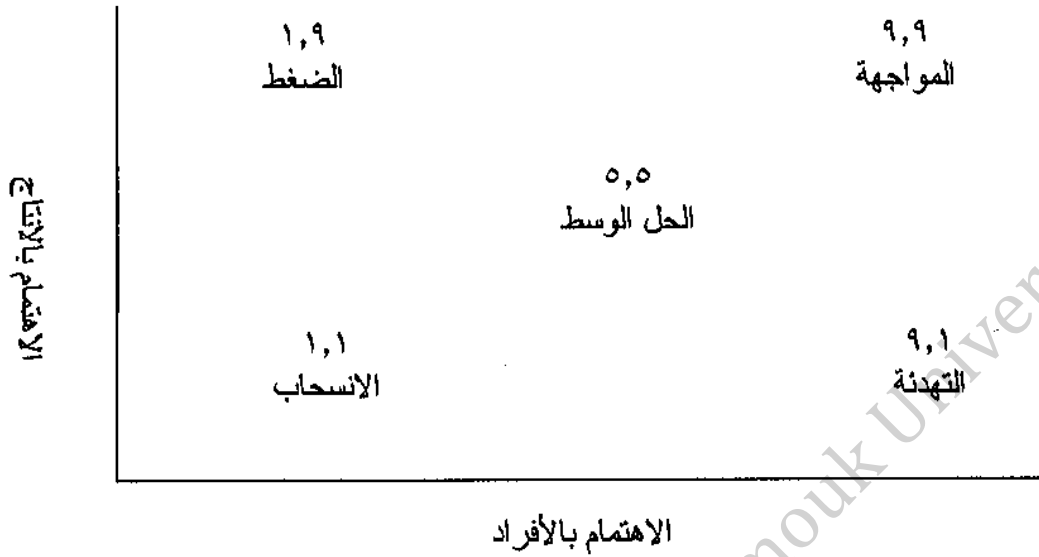 ١,٩
الضغط
٩,٩
المواجهة
٥,٥
الحل الوسط
الاهتمام بالانتاج
١,١
الانسحاب
٩,١
التهدئة
الاهتمام بالأفراد